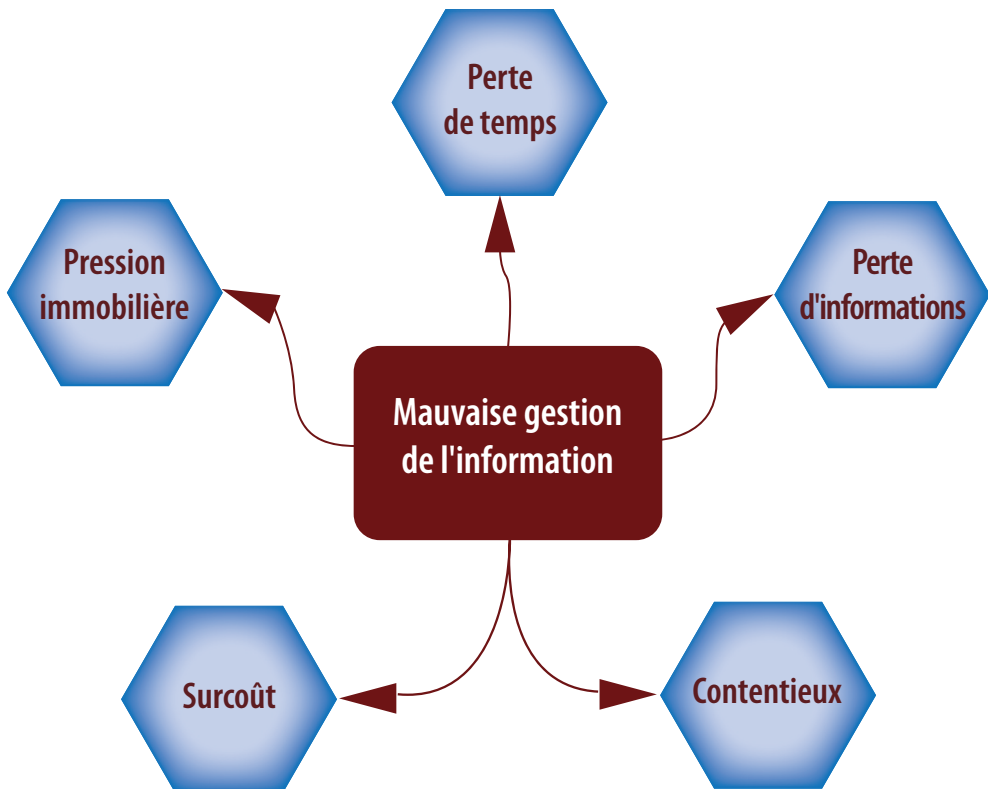 Perte
de temps
Pression
immobilière
Perte
d'informations
Mauvaise gestion
de l'information
Surcoût
Contentieux